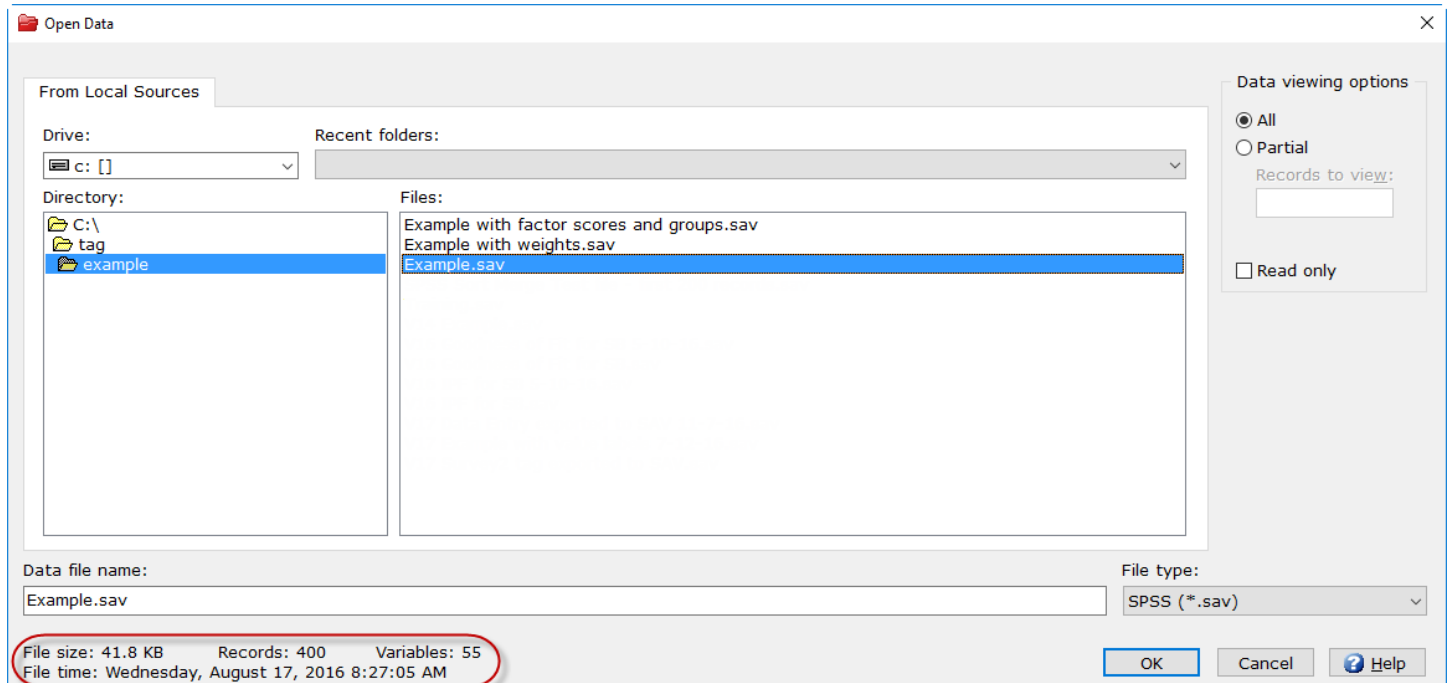 Open Data
From Local Sources
Drive:
Recent folders:
c: []
Directory:
Files:
C:\
tag
example
Example with factor scores and groups.sav
Example with weights.sav
Example.sav
Data viewing options
All
Partial
Records to view:
Read only
Data file name:
File type:
Example.sav
SPSS (*.sav)
File size: 41.8 KB Records: 400 Variables: 55
File time: Wednesday, August 17, 2016 8:27:05 AM
OK
Cancel
? Help